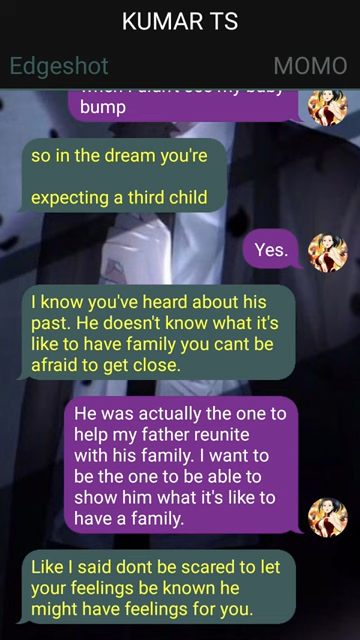 KUMAR TS
Edgeshot
MOMO
when I didn't see my baby
bump
so in the dream you're
expecting a third child
Yes.
I know you've heard about his
past. He doesn't know what it's
like to have family you cant be
afraid to get close.
He was actually the one to
help my father reunite
with his family. I want to
be the one to be able to
show him what it's like to
have a family.
Like I said dont be scared to let
your feelings be known he
might have feelings for you.